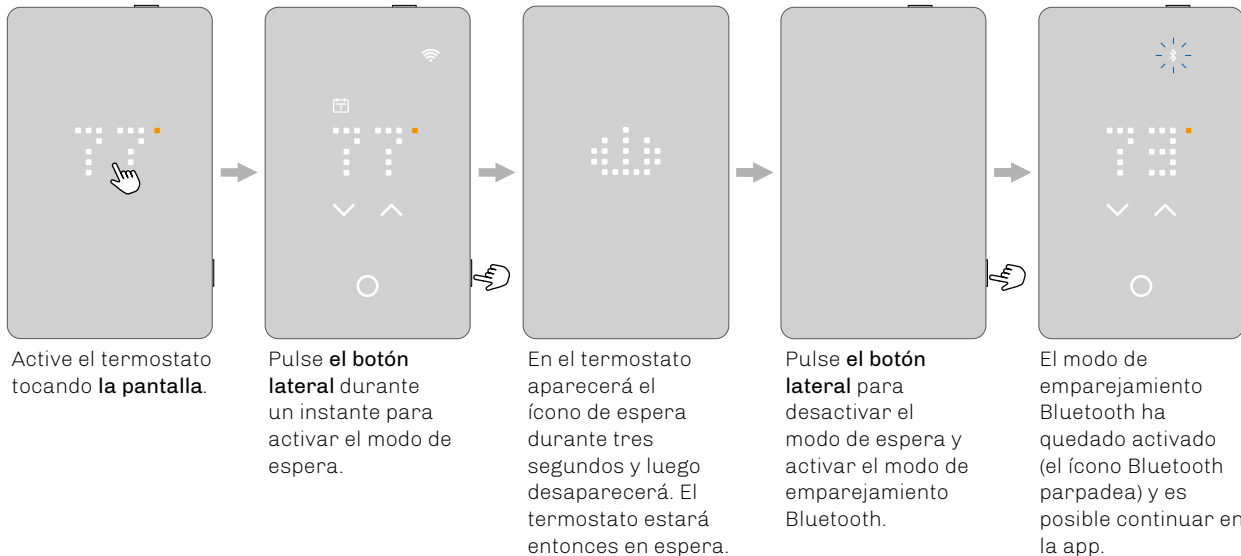 77
77
73
Active el termostato
tocando la pantalla.
Pulse el botón
lateral durante
un instante para
activar el modo de
espera.
En el termostato
aparecerá el
ícono de espera
durante tres
segundos y luego
desaparecerá. El
termostato estará
entonces en espera.
Pulse el botón
lateral para
desactivar el
modo de espera y
activar el modo de
emparejamiento
Bluetooth.
El modo de
emparejamiento
Bluetooth ha
quedado activado
(el ícono Bluetooth
parpadea) y es
posible continuar en
la app.